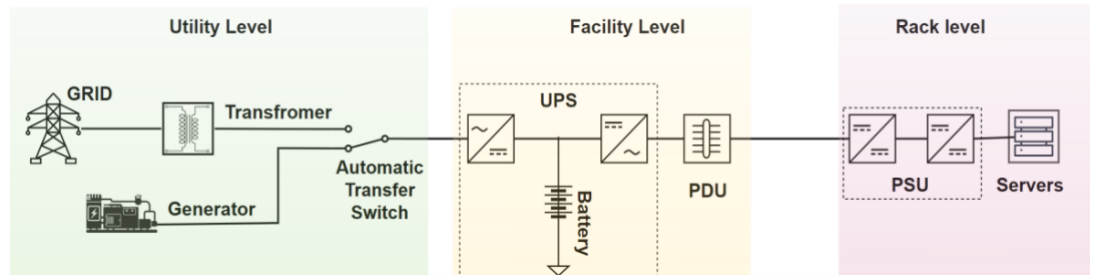 Utility Level
Facility Level
Rack level
GRID
Transfromer
UPS
Automatic
Transfer
Switch
Generator
Battery
PDU
PSU
Servers